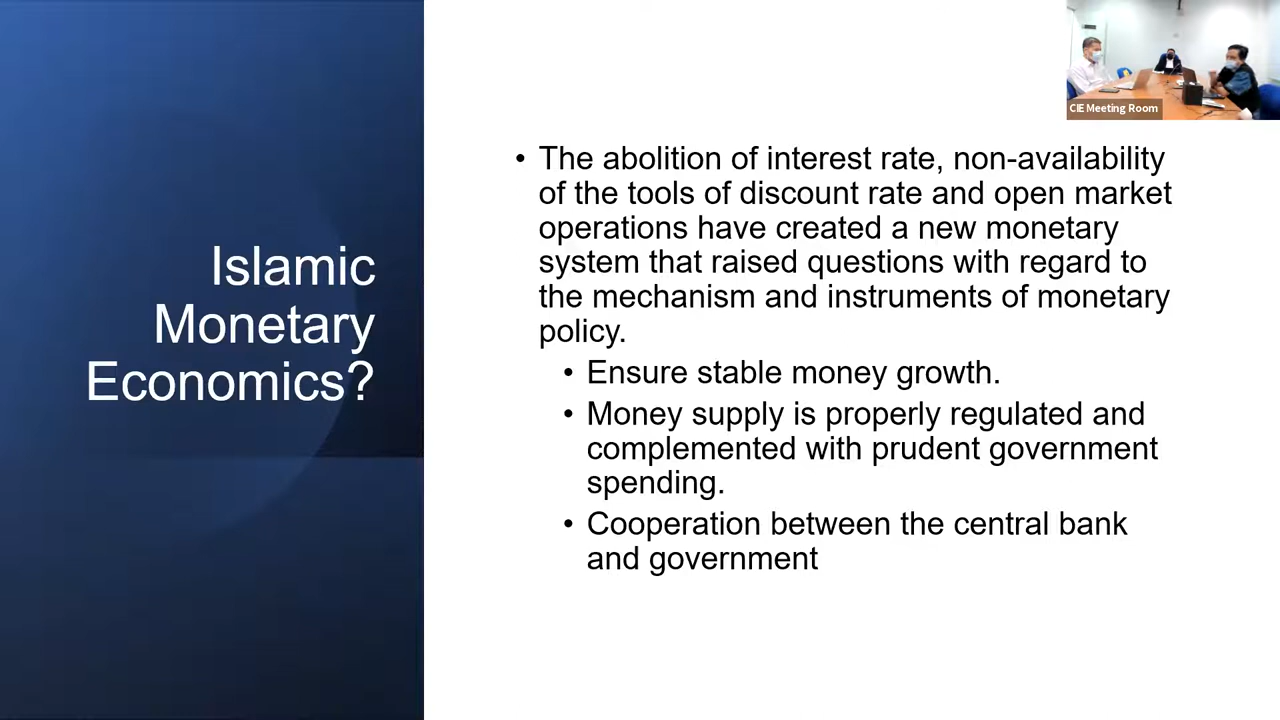 Islamic
Monetary
Economics?
• The abolition of interest rate, non-availability
of the tools of discount rate and open market
operations have created a new monetary
system that raised questions with regard to
the mechanism and instruments of monetary
policy.
• Ensure stable money growth.
• Money supply is properly regulated and
complemented with prudent government
spending.
• Cooperation between the central bank
and government
CIE Meeting Room